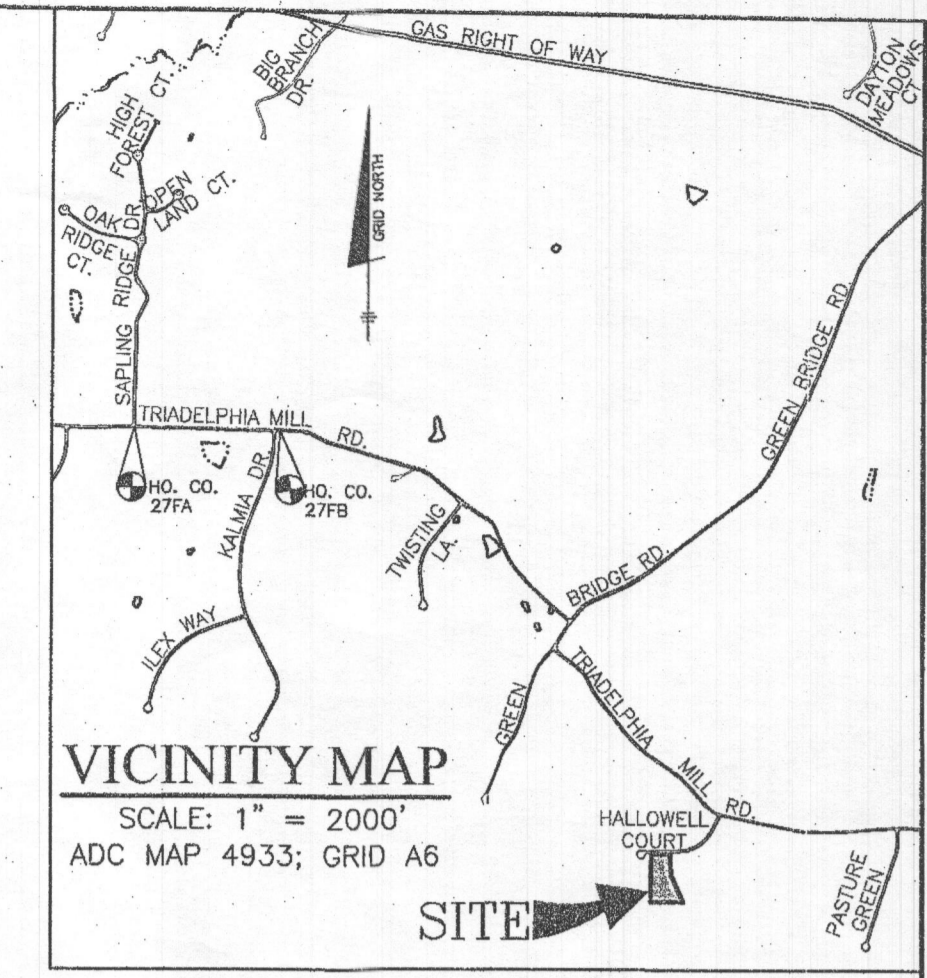 GAS RIGHT OF WAY
DAYTON
MEADOWS
CT.
BIG
BRANCH
DR.
HIGH
FOREST CT.
OPEN
LAND CT.
OAK
RIDGE
CT.
SAPLING RIDGE DR
GRID NORTH
GREEN BRIDGE RD.
TRIADELPHIA MILL RD.
HO. CO.
27FA
KALMIA DR.
HO. CO.
27FB
TWISTING
LA.
BRIDGE RD.
ILEX WAY
GREEN
TRIADELPHIA
MILL RD.
VICINITY MAP
SCALE: 1" = 2000'
ADC MAP 4933; GRID A6
HALLOWELL
COURT
SITE
PASTURE
GREEN